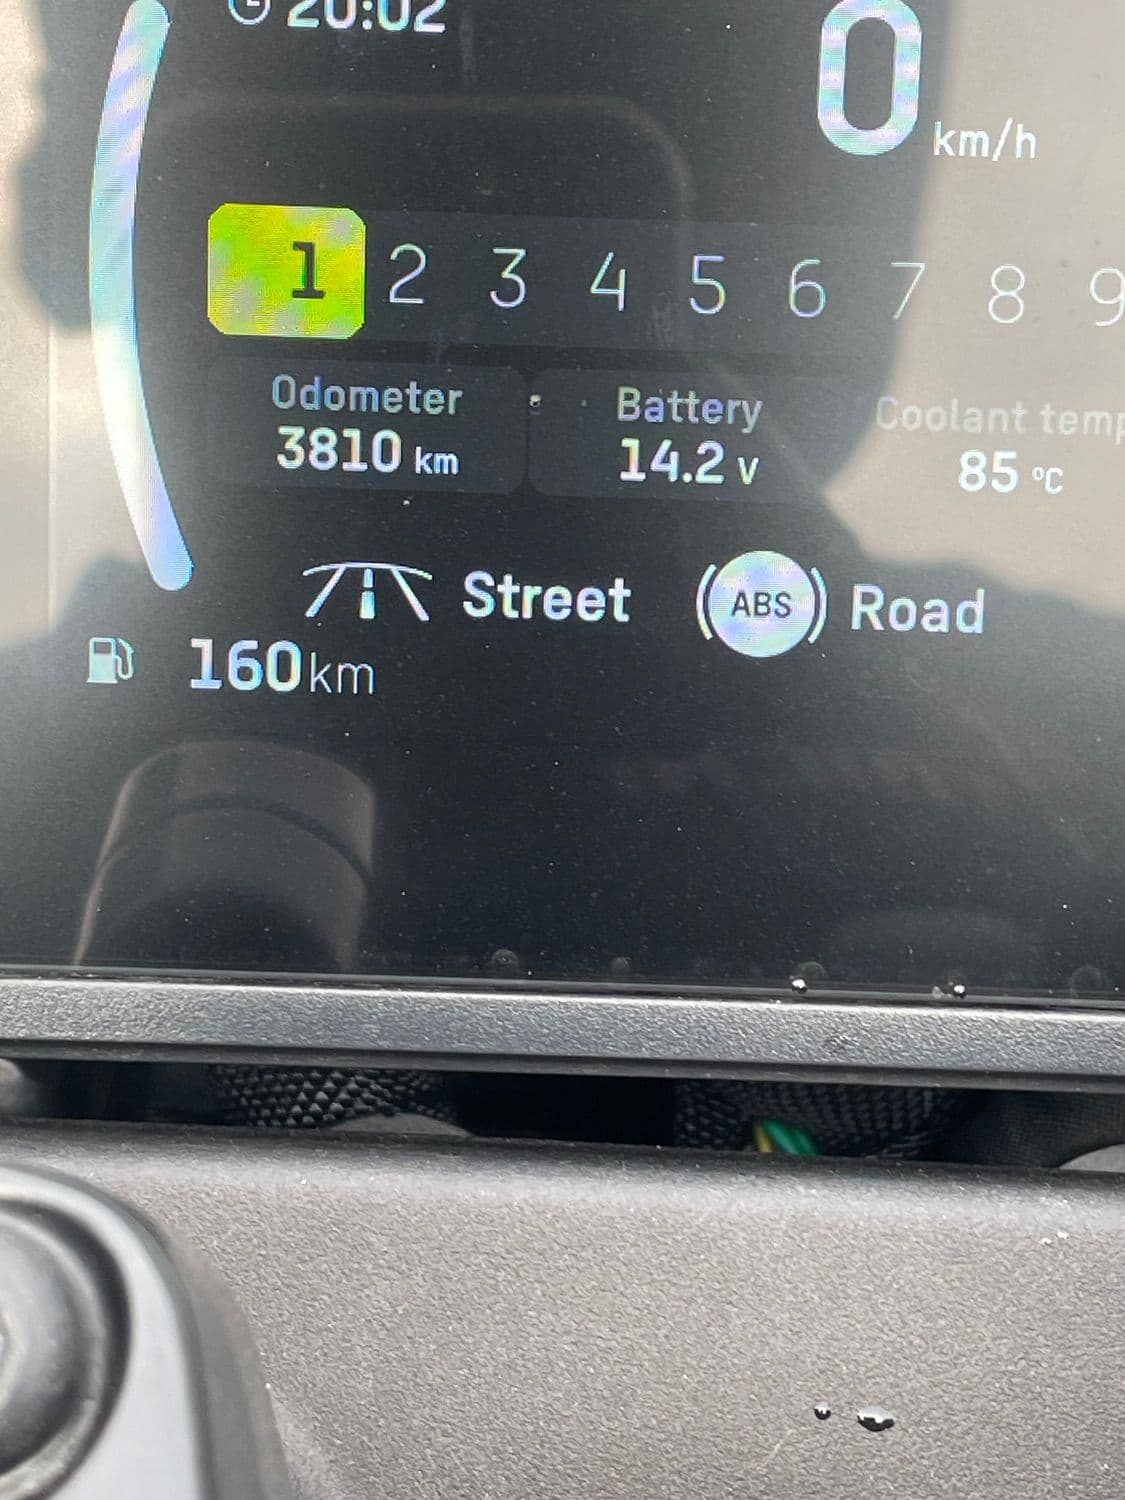 20:02
0 km/h
1 2 3 4 5 6 7 8 9
Odometer Battery Coolant temp
3810 km 14.2 V 85 °C
Street ABS Road
160km